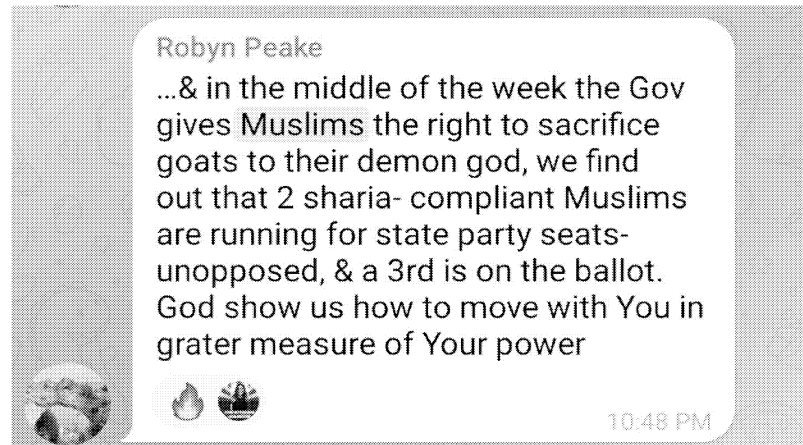 Robyn Peake
...& in the middle of the week the Gov
gives Muslims the right to sacrifice
goats to their demon god, we find
out that 2 sharia- compliant Muslims
are running for state party seats-
unopposed, & a 3rd is on the ballot.
God show us how to move with You in
grater measure of Your power
10:48 PM